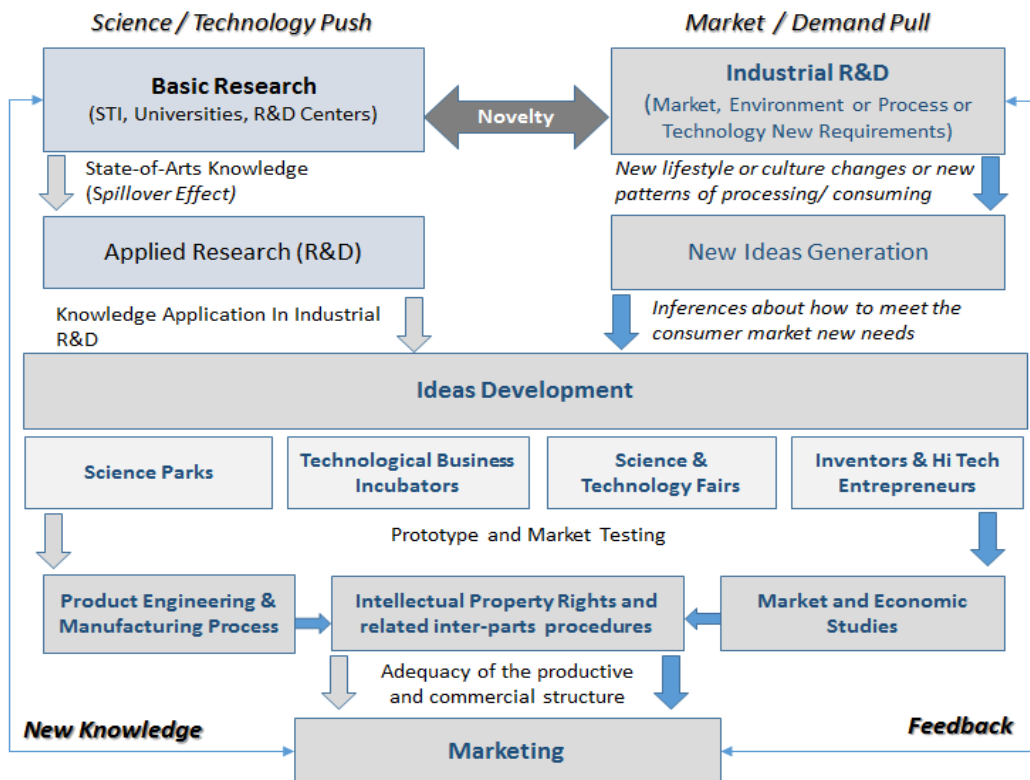 Science / Technology Push
Market / Demand Pull
Basic Research
(STI, Universities, R&D Centers)
Novelty
Industrial R&D
(Market, Environment or Process or
Technology New Requirements)
State-of-Arts Knowledge
(Spillover Effect)
New lifestyle or culture changes or new
patterns of processing/ consuming
Applied Research (R&D)
New Ideas Generation
Knowledge Application In Industrial
R&D
Inferences about how to meet the
consumer market new needs
Ideas Development
Science Parks
Technological Business
Incubators
Science &
Technology Fairs
Inventors & Hi Tech
Entrepreneurs
Prototype and Market Testing
Product Engineering &
Manufacturing Process
Intellectual Property Rights and
related inter-parts procedures
Market and Economic
Studies
Adequacy of the productive
and commercial structure
New Knowledge
Feedback
Marketing